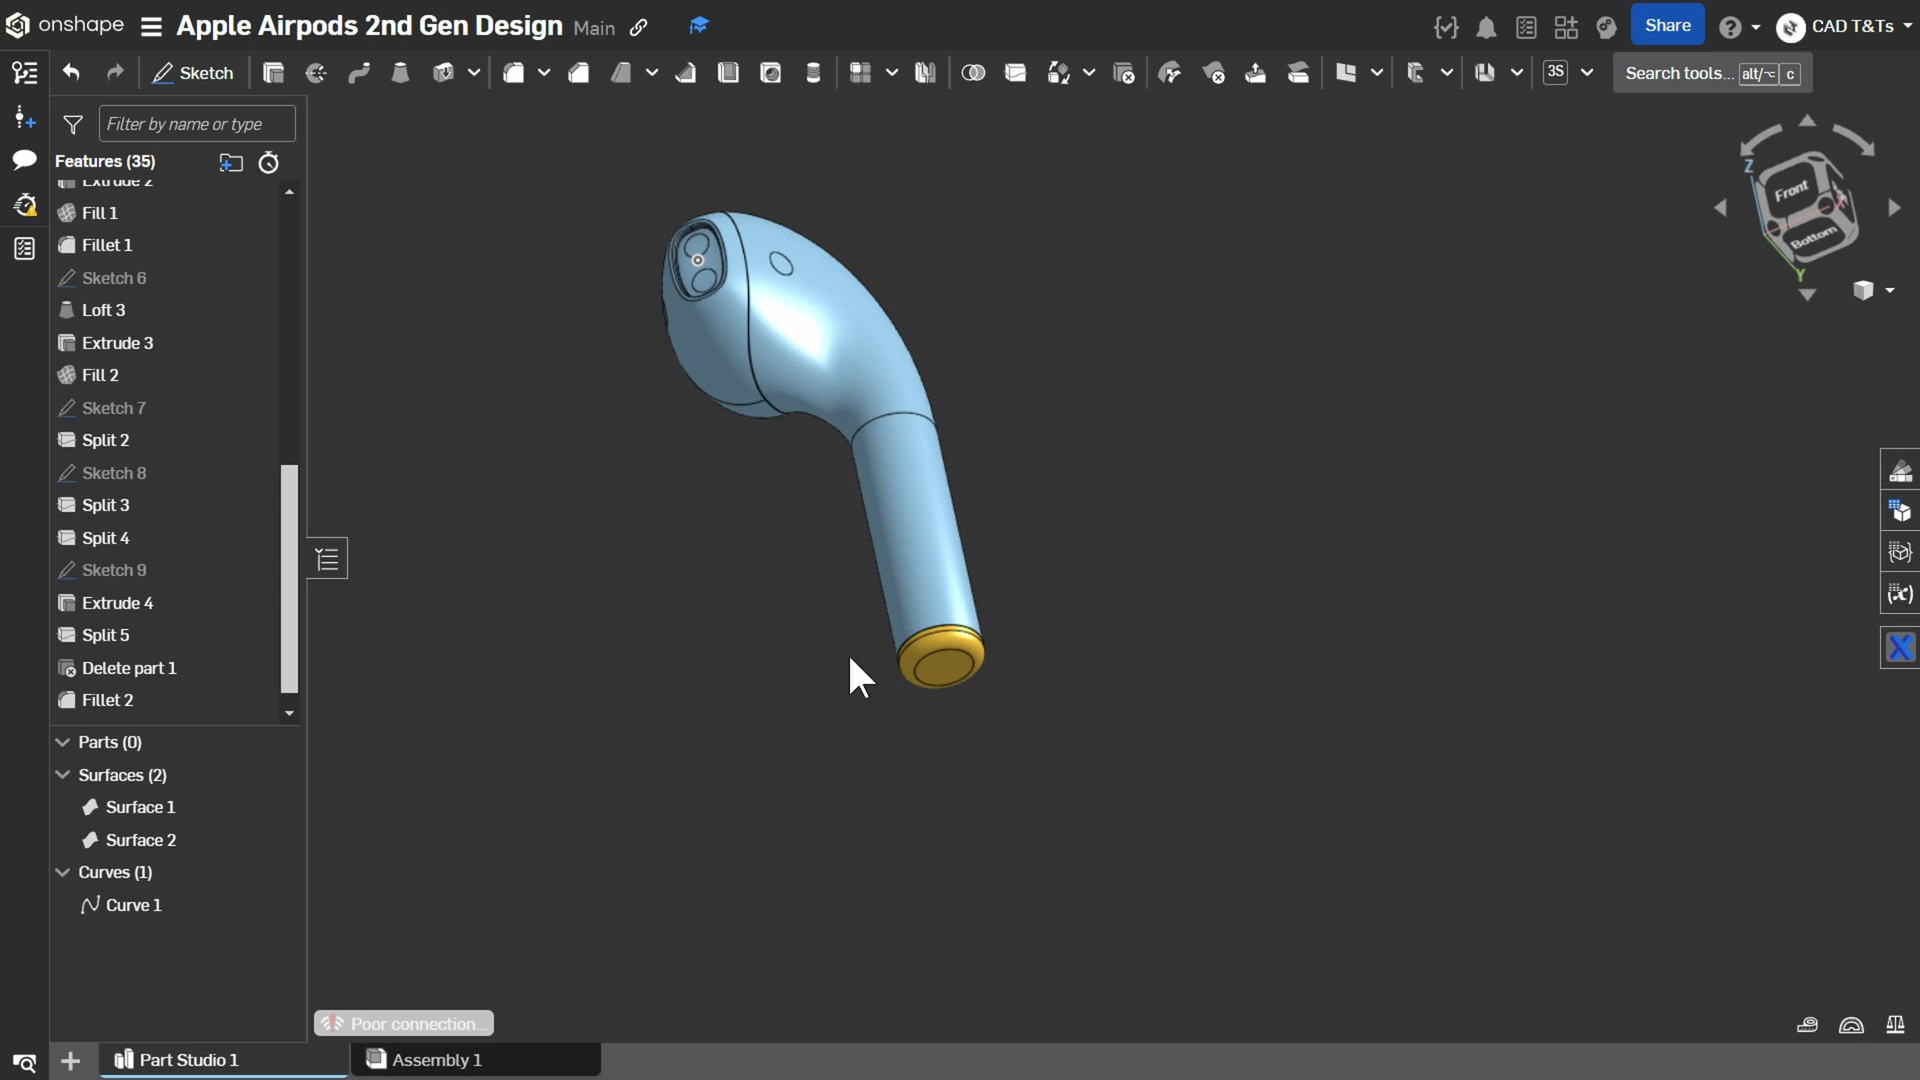 onshape Apple Airpods 2nd Gen Design Main Share CAD T&Ts
Sketch 3S Search tools... alt/⌥ c
Filter by name or type
Features (35)
Extrude 2
Fill 1
Fillet 1
Sketch 6
Loft 3
Extrude 3
Fill 2
Sketch 7
Split 2
Sketch 8
Split 3
Split 4
Sketch 9
Extrude 4
Split 5
Delete part 1
Fillet 2
Parts (0)
Surfaces (2)
Surface 1
Surface 2
Curves (1)
Curve 1
Z
Front
X
Bottom
Y
Poor connection...
Part Studio 1 Assembly 1